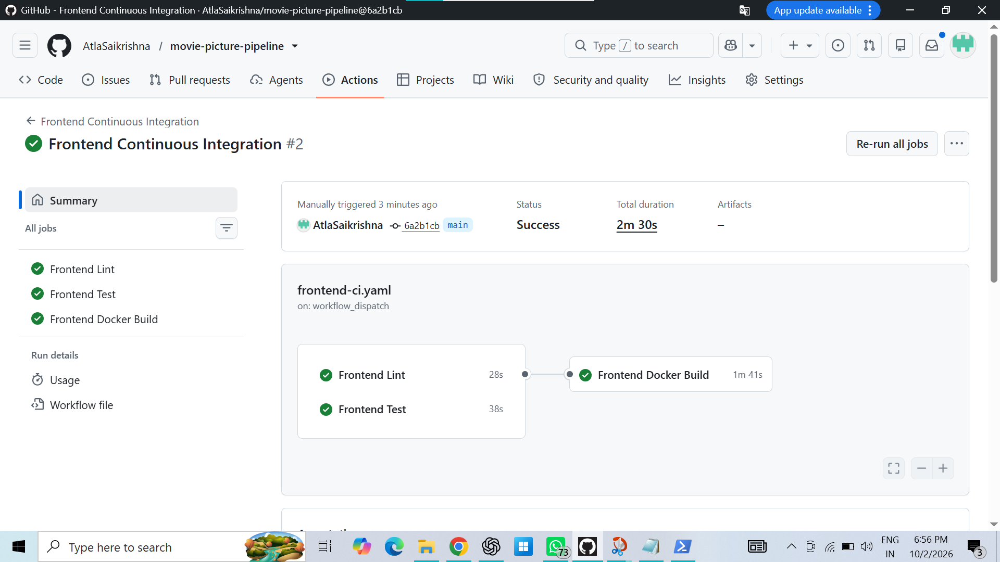 GitHub - Frontend Continuous Integration · AtlaSaikrishna/movie-picture-pipeline@6a2b1cb
App update available
AtlaSaikrishna / movie-picture-pipeline
Type / to search
Code
Issues
Pull requests
Agents
Actions
Projects
Wiki
Security and quality
Insights
Settings
Frontend Continuous Integration
Frontend Continuous Integration #2
Re-run all jobs
Summary
All jobs
Frontend Lint
Frontend Test
Frontend Docker Build
Run details
Usage
Workflow file
Manually triggered 3 minutes ago
AtlaSaikrishna 6a2b1cb main
Status
Success
Total duration
2m 30s
Artifacts
–
frontend-ci.yaml
on: workflow_dispatch
Frontend Lint 28s
Frontend Test 38s
Frontend Docker Build 1m 41s
Type here to search
73
ENG
IN
6:56 PM
10/2/2026
3